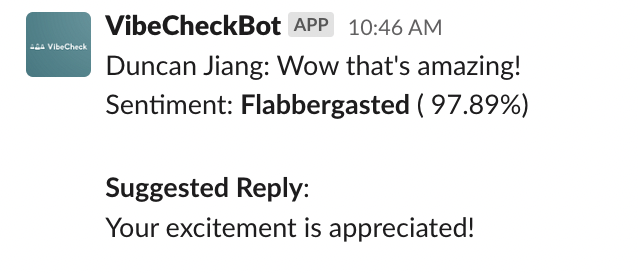 VibeCheckBot APP 10:46 AM
VibeCheck
Duncan Jiang: Wow that's amazing!
Sentiment: Flabbergasted ( 97.89%)
Suggested Reply:
Your excitement is appreciated!